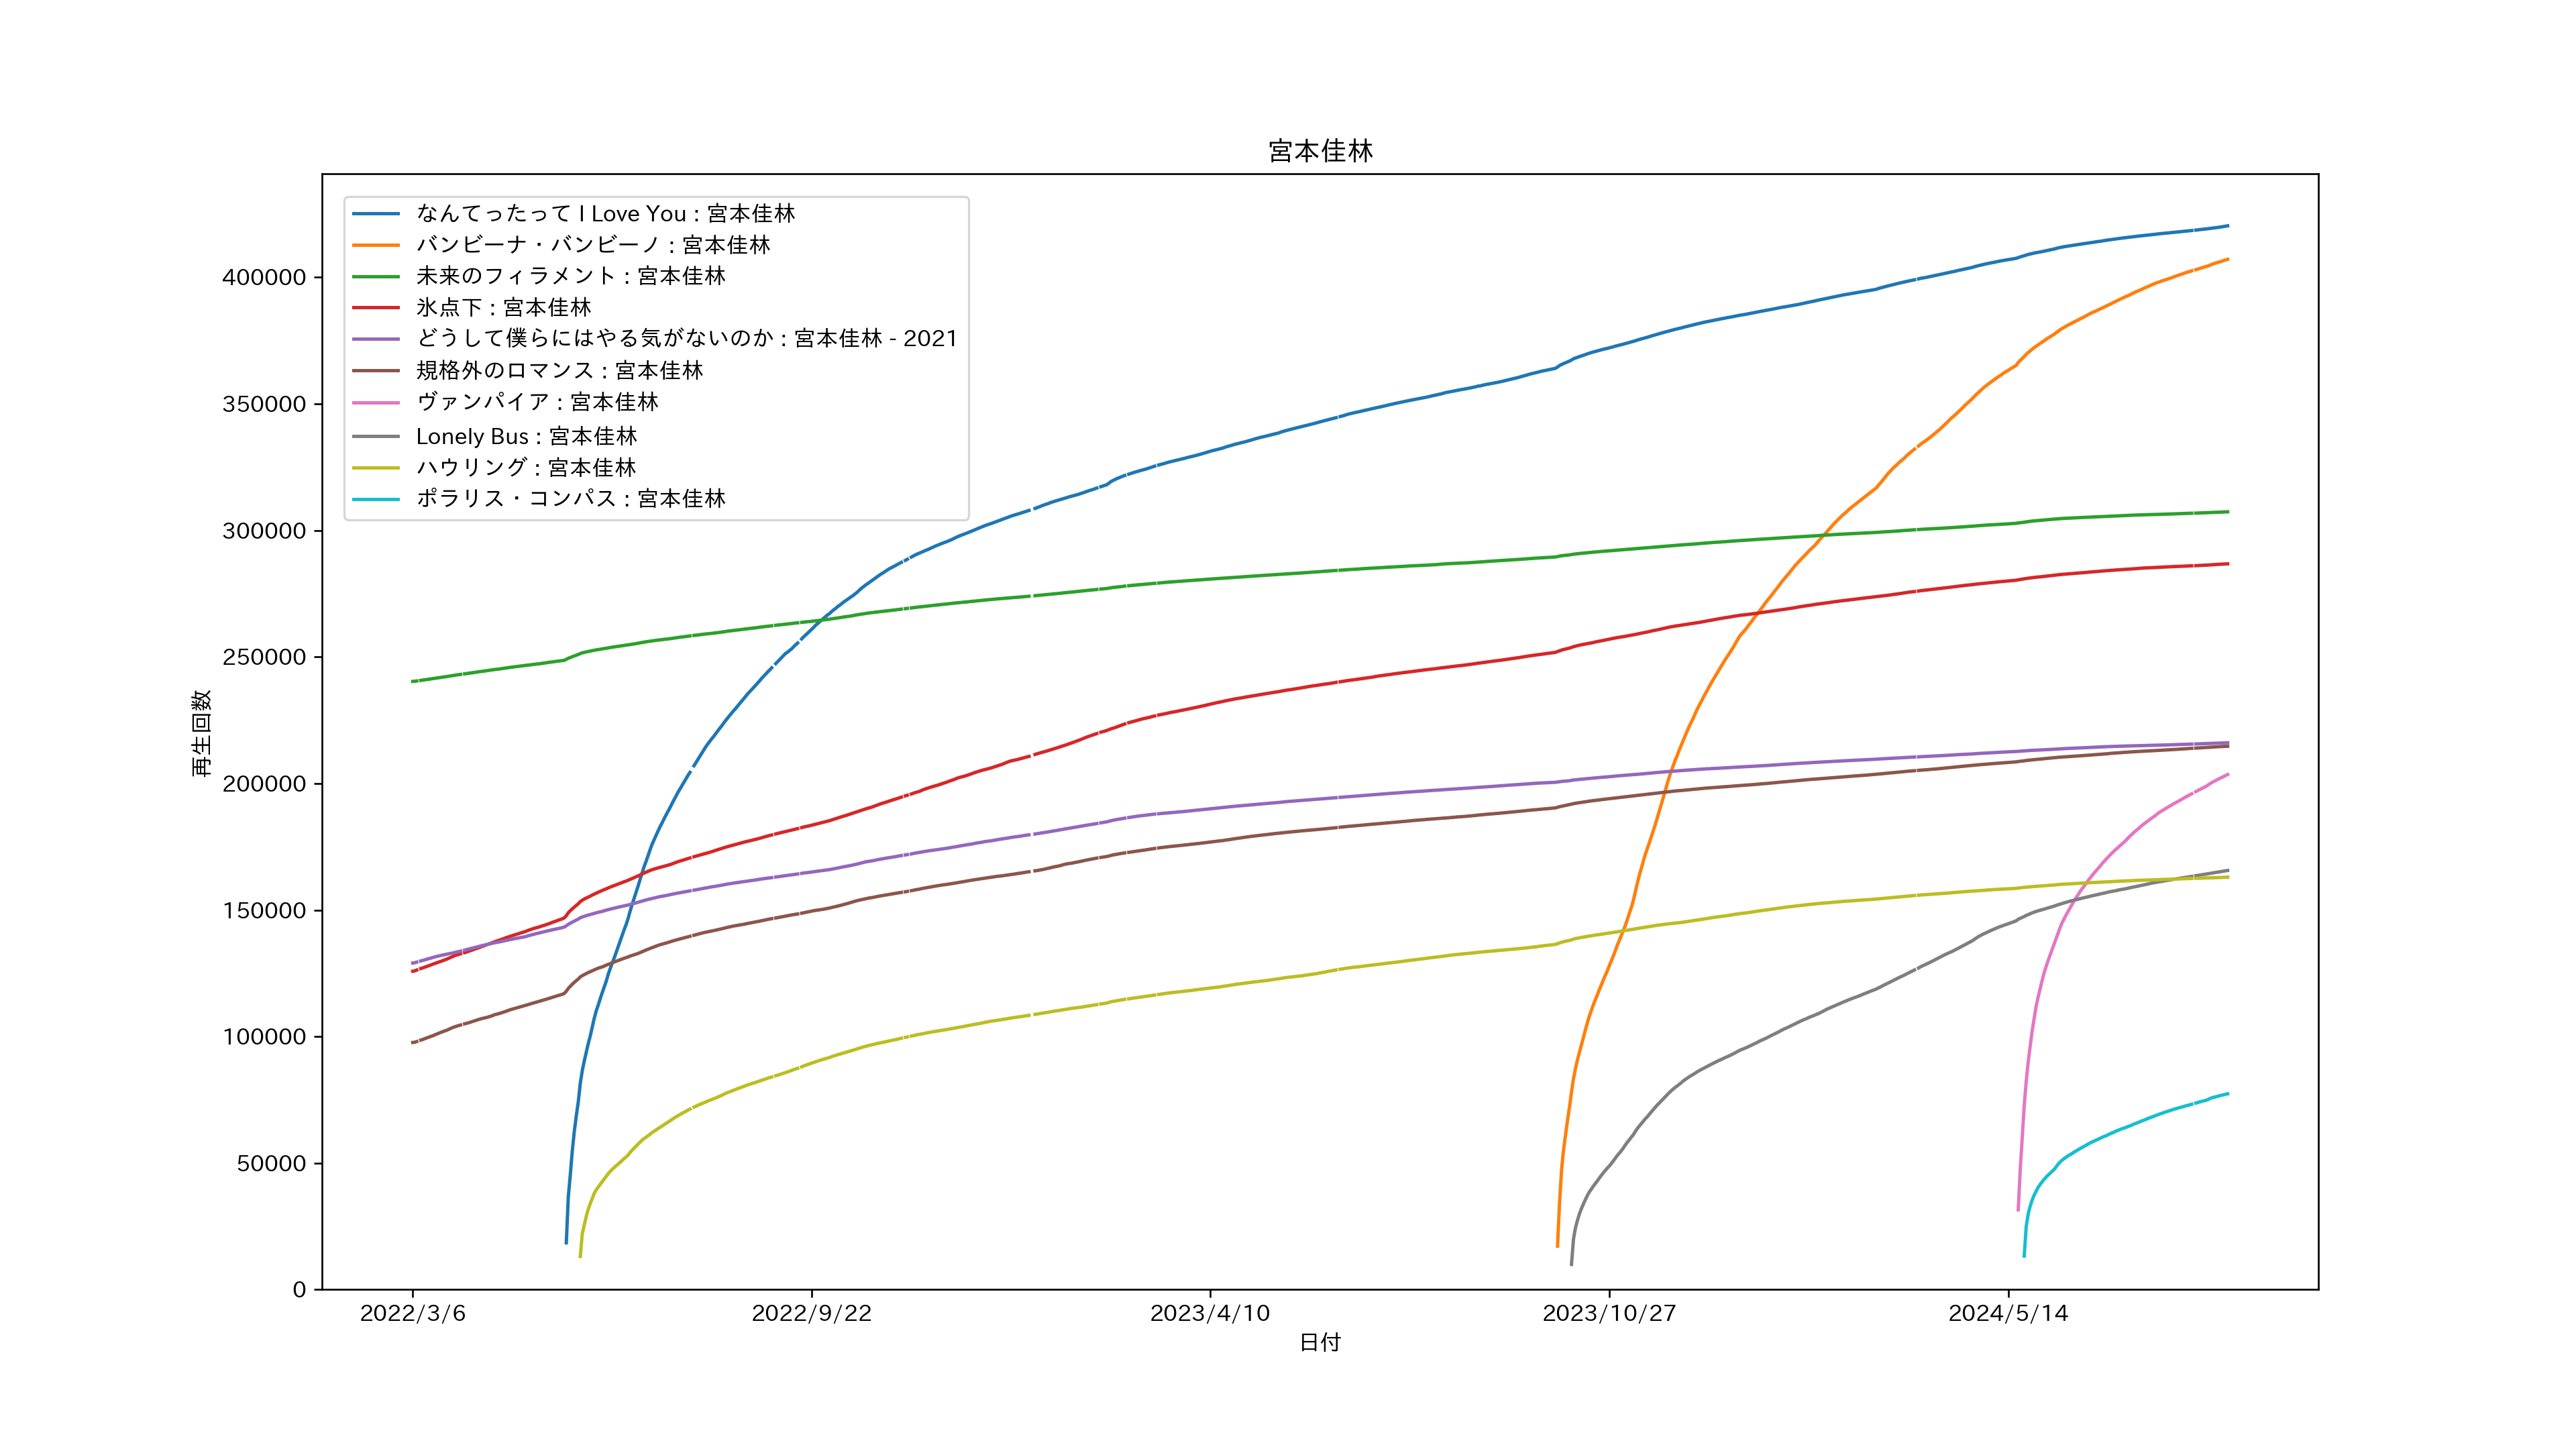 宮本佳林
なんてったって I Love You : 宮本佳林
バンビーナ・バンビーノ : 宮本佳林
未来のフィラメント : 宮本佳林
氷点下 : 宮本佳林
どうして僕らにはやる気がないのか : 宮本佳林 - 2021
規格外のロマンス : 宮本佳林
ヴァンパイア : 宮本佳林
Lonely Bus : 宮本佳林
ハウリング : 宮本佳林
ポラリス・コンパス : 宮本佳林
400000
350000
300000
250000
200000
150000
100000
50000
0
再生回数
2022/3/6 2022/9/22 2023/4/10 2023/10/27 2024/5/14
日付